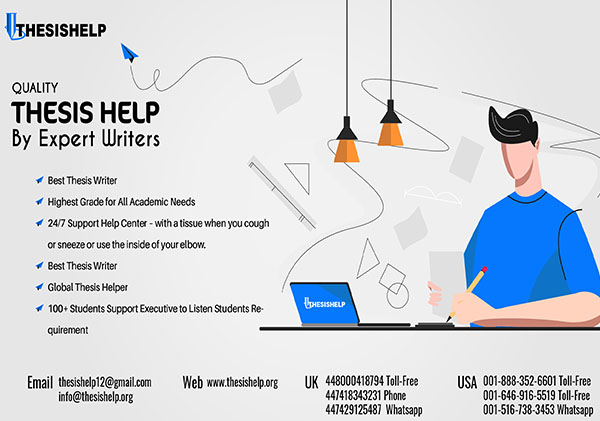 THESISHELP
QUALITY
THESIS HELP
By Expert Writers
Best Thesis Writer
Highest Grade for All Academic Needs
24/7 Support Help Center - with a tissue when you cough
or sneeze or use the inside of your elbow.
Best Thesis Writer
Global Thesis Helper
100+ Students Support Executive to Listen Students Re-
quirement
THESISHELP
Email thesishelp12@gmail.com
info@thesishelp.org
Web www.thesishelp.org
UK 448000418794 Toll-Free
447418343231 Phone
447429125487 Whatsapp
USA 001-888-352-6601 Toll-Free
001-646-916-5519 Toll-Free
001-516-738-3453 Whatsapp